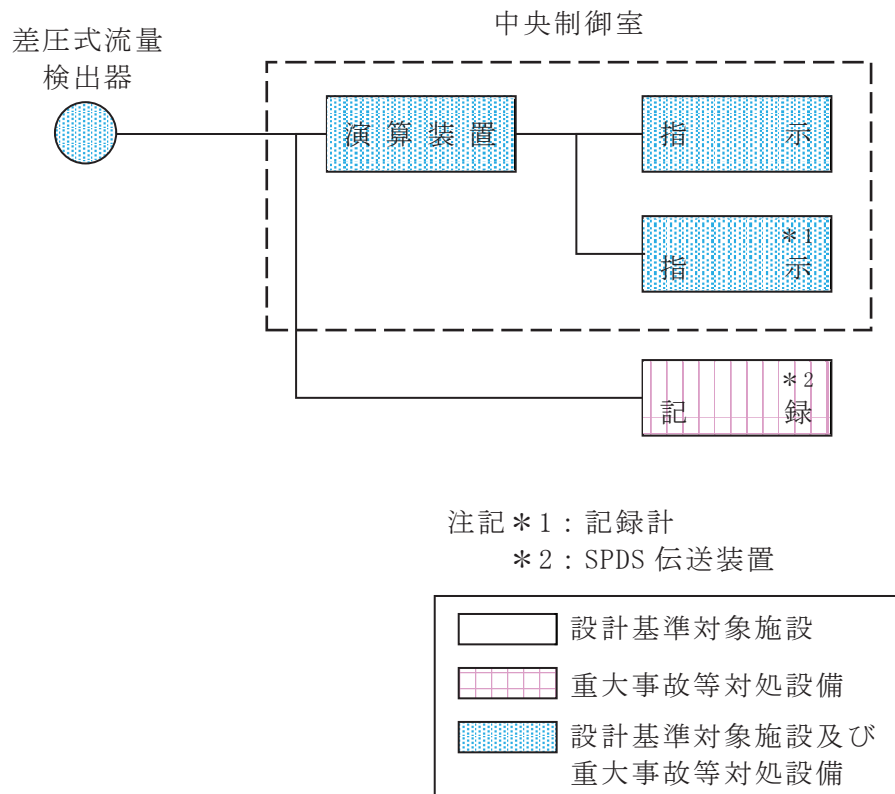 中央制御室
差圧式流量
検出器
演算装置
指示
＊1
指示
＊2
記録
注記＊1：記録計
＊2：SPDS 伝送装置
設計基準対象施設
重大事故等対処設備
設計基準対象施設及び
重大事故等対処設備